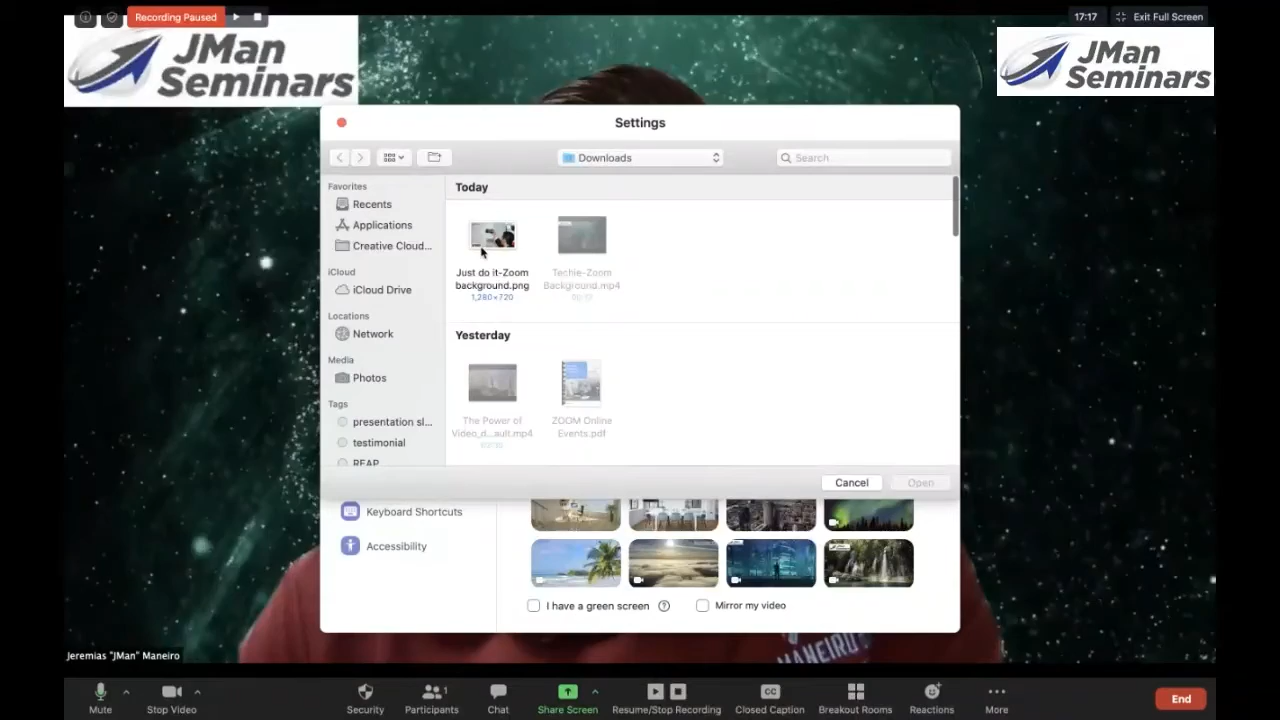 Recording Paused
17:17
Exit Full Screen
JMan
Seminars
JMan
Seminars
Settings
Downloads
Search
Favorites
Recents
Applications
Creative Cloud...
iCloud
iCloud Drive
Locations
Network
Media
Photos
Tags
presentation sl...
testimonial
REAP
Today
Just do it-Zoom
background.png
1,280×720
Techie-Zoom
Background.mp4
Yesterday
The Power of
Video_d...ault.mp4
ZOOM Online
Events.pdf
Cancel
Open
Keyboard Shortcuts
Accessibility
I have a green screen
Mirror my video
MANEIRO
Jeremias "JMan" Maneiro
Mute
Stop Video
Security
1
Participants
Chat
Share Screen
Resume/Stop Recording
CC
Closed Caption
Breakout Rooms
Reactions
More
End